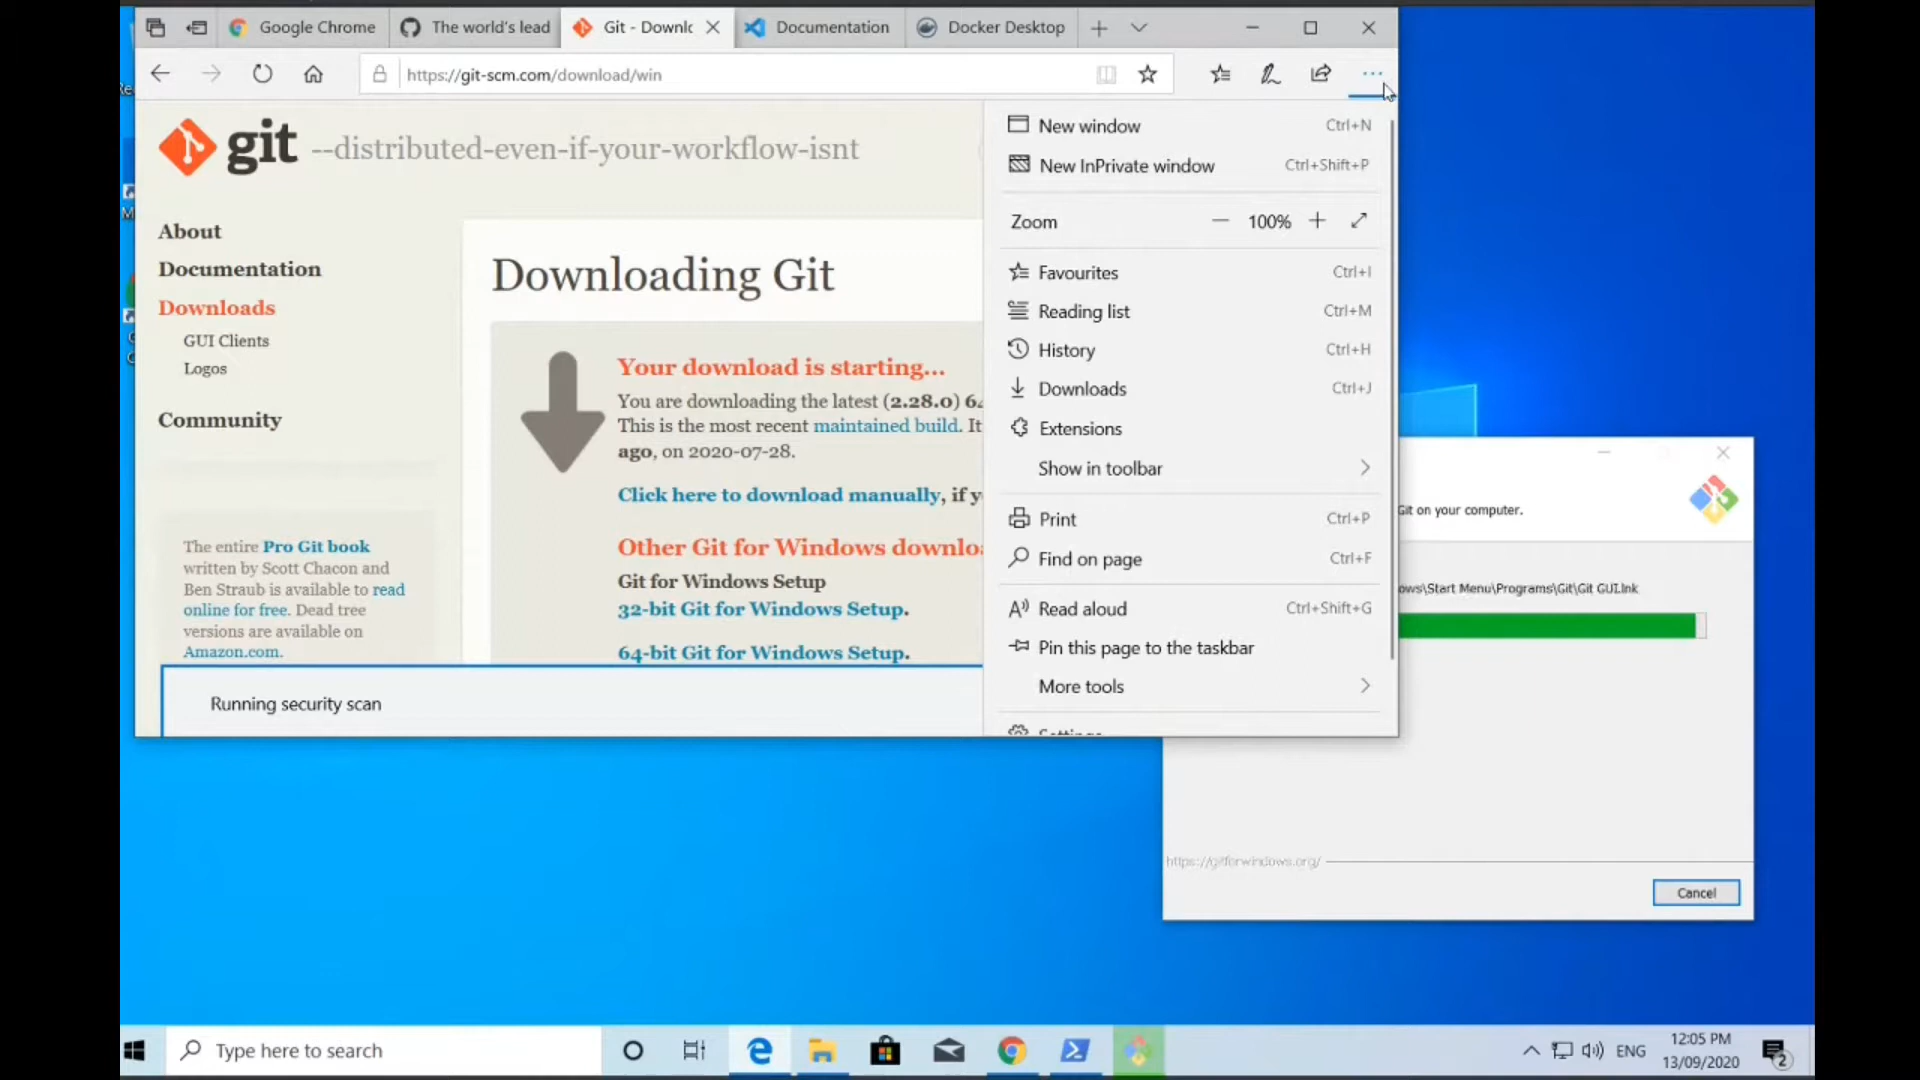 Google Chrome
The world's lead
Git - Downlc
Documentation
Docker Desktop
https://git-scm.com/download/win
git --distributed-even-if-your-workflow-isnt
About
Documentation
Downloads
GUI Clients
Logos
Community
The entire Pro Git book
written by Scott Chacon and
Ben Straub is available to read
online for free. Dead tree
versions are available on
Amazon.com.
Downloading Git
Your download is starting...
You are downloading the latest (2.28.0) 64
This is the most recent maintained build. It
ago, on 2020-07-28.
Click here to download manually, if y
Other Git for Windows downlo
Git for Windows Setup
32-bit Git for Windows Setup.
64-bit Git for Windows Setup.
Running security scan
New window Ctrl+N
New InPrivate window Ctrl+Shift+P
Zoom 100%
Favourites Ctrl+I
Reading list Ctrl+M
History Ctrl+H
Downloads Ctrl+J
Extensions
Show in toolbar
Print Ctrl+P
Find on page Ctrl+F
Read aloud Ctrl+Shift+G
Pin this page to the taskbar
More tools
Settings
Git on your computer.
ows\Start Menu\Programs\Git\Git GUI.lnk
https://gitforwindows.org/
Cancel
Type here to search
ENG
12:05 PM
13/09/2020
2